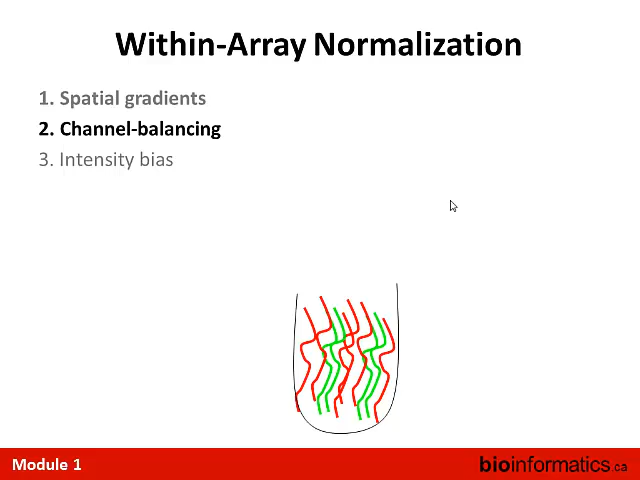 Within-Array Normalization
1. Spatial gradients
2. Channel-balancing
3. Intensity bias
Module 1
bioinformatics.ca